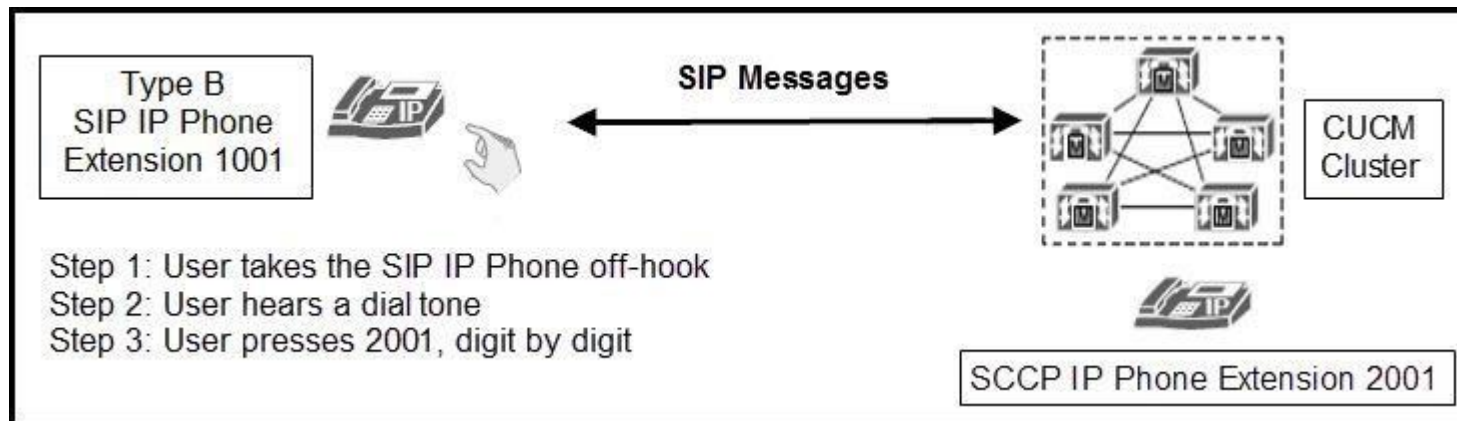 Type B
SIP IP Phone
Extension 1001
IP
SIP Messages
M
M
M
M
M
CUCM
Cluster
Step 1: User takes the SIP IP Phone off-hook
Step 2: User hears a dial tone
Step 3: User presses 2001, digit by digit
IP
SCCP IP Phone Extension 2001